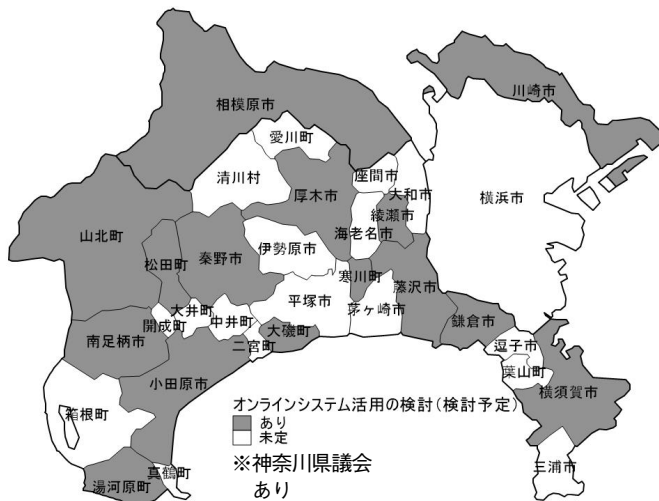 川崎市
相模原市
愛川町
座間市
清川村
大和市
厚木市
横浜市
綾瀬市
海老名市
山北町
秦野市
伊勢原市
松田町
寒川町
藤沢市
平塚市
大井町
茅ヶ崎市
中井町
鎌倉市
開成町
大磯町
南足柄市
二宮町
逗子市
葉山町
小田原市
横須賀市
オンラインシステム活用の検討(検討予定)
箱根町
あり
未定
※神奈川県議会
三浦市
真鶴町
湯河原町
あり